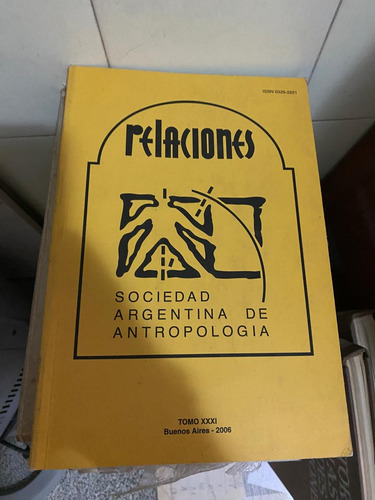 ISSN 0325-2221
relaciones
SOCIEDAD
ARGENTINA DE
ANTROPOLOGIA
TOMO XXXI
Buenos Aires - 2006